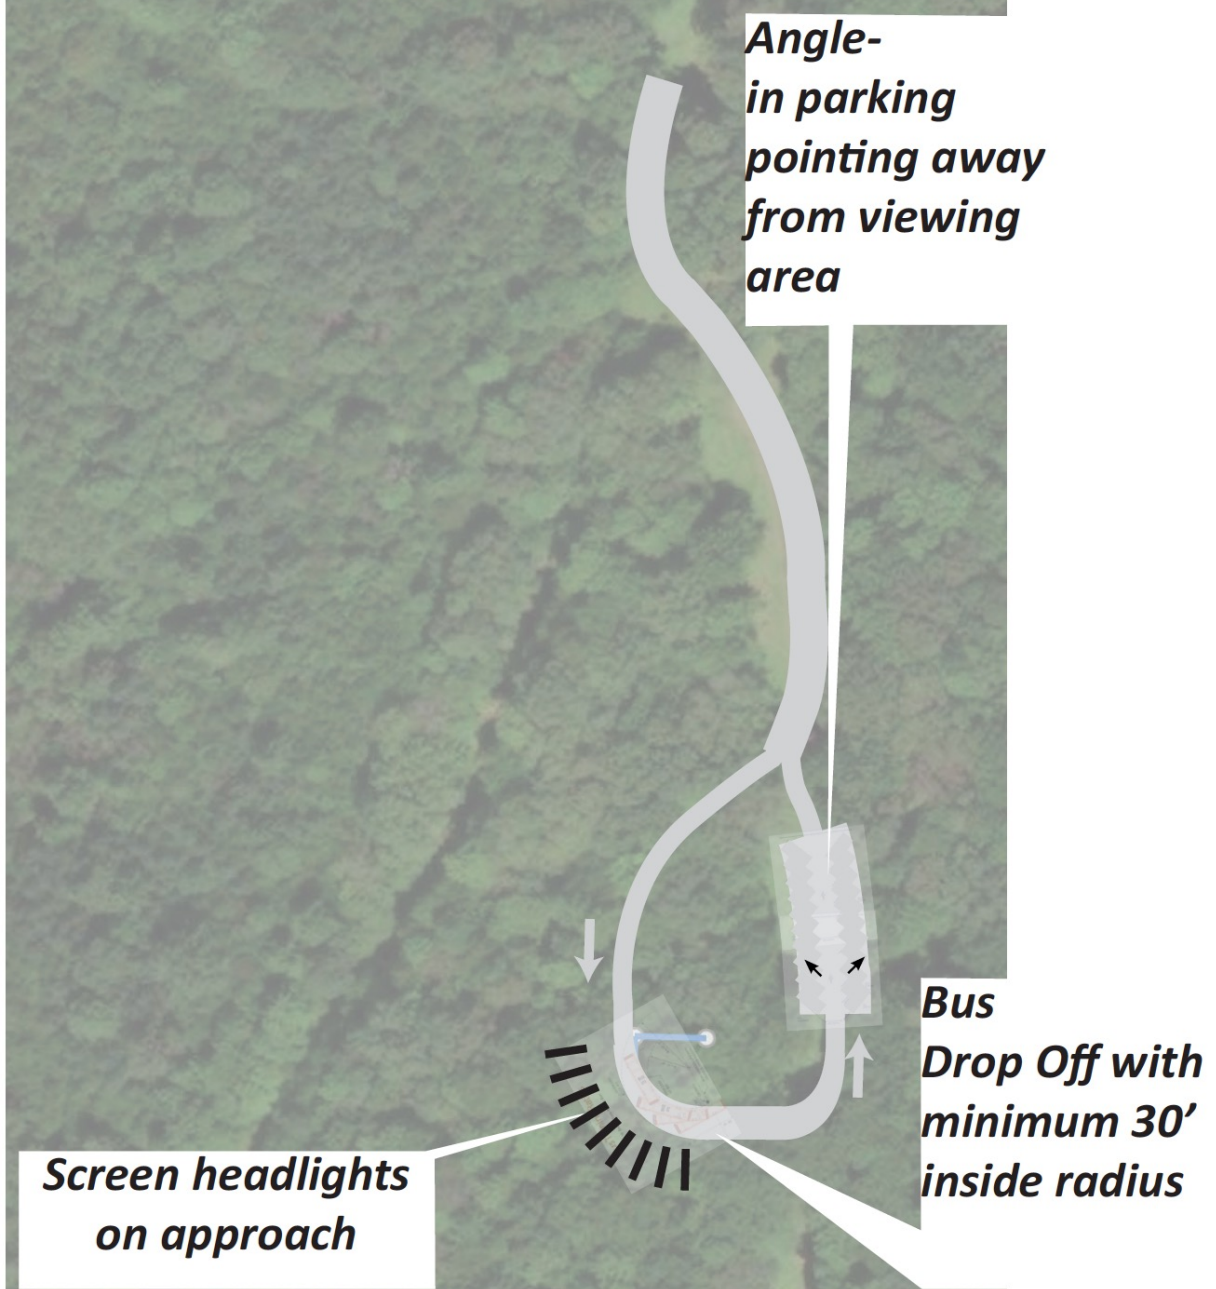 Angle-
in parking
pointing away
from viewing
area
Bus
Drop Off with
minimum 30’
inside radius
Screen headlights
on approach